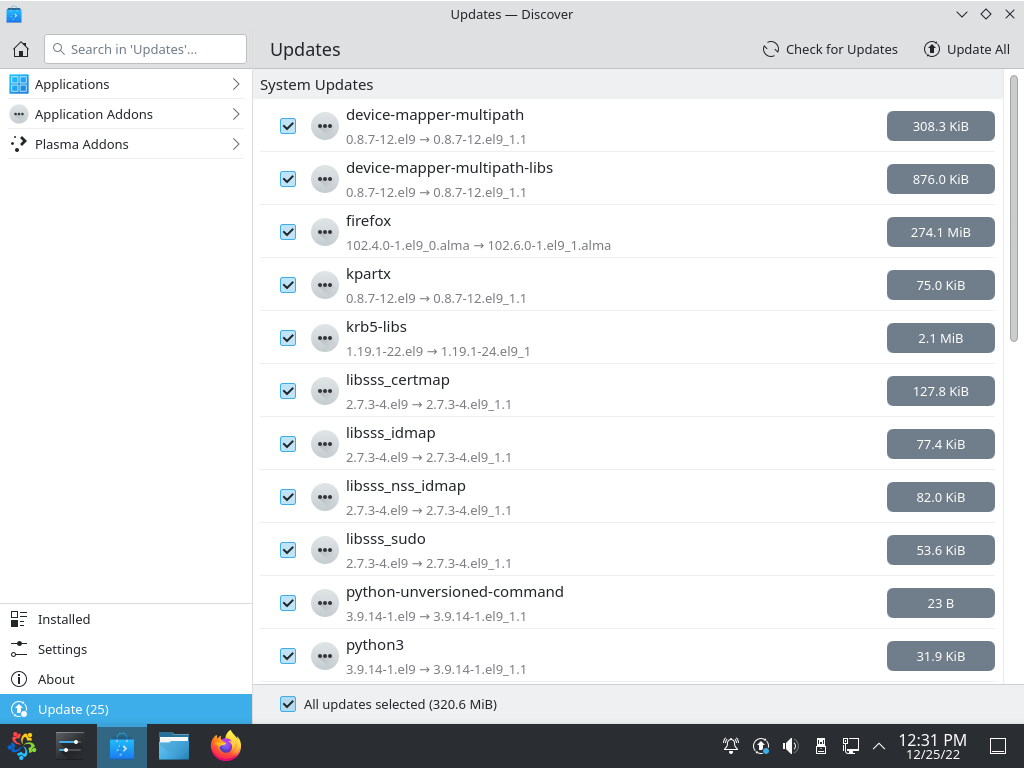 Updates — Discover
Search in 'Updates'...
Updates
Check for Updates
Update All
Applications
Application Addons
Plasma Addons
System Updates
device-mapper-multipath
0.8.7-12.el9 → 0.8.7-12.el9_1.1
308.3 KiB
device-mapper-multipath-libs
0.8.7-12.el9 → 0.8.7-12.el9_1.1
876.0 KiB
firefox
102.4.0-1.el9_0.alma → 102.6.0-1.el9_1.alma
274.1 MiB
kpartx
0.8.7-12.el9 → 0.8.7-12.el9_1.1
75.0 KiB
krb5-libs
1.19.1-22.el9 → 1.19.1-24.el9_1
2.1 MiB
libsss_certmap
2.7.3-4.el9 → 2.7.3-4.el9_1.1
127.8 KiB
libsss_idmap
2.7.3-4.el9 → 2.7.3-4.el9_1.1
77.4 KiB
libsss_nss_idmap
2.7.3-4.el9 → 2.7.3-4.el9_1.1
82.0 KiB
libsss_sudo
2.7.3-4.el9 → 2.7.3-4.el9_1.1
53.6 KiB
python-unversioned-command
3.9.14-1.el9 → 3.9.14-1.el9_1.1
23 B
python3
3.9.14-1.el9 → 3.9.14-1.el9_1.1
31.9 KiB
Installed
Settings
About
Update (25)
All updates selected (320.6 MiB)
12:31 PM
12/25/22